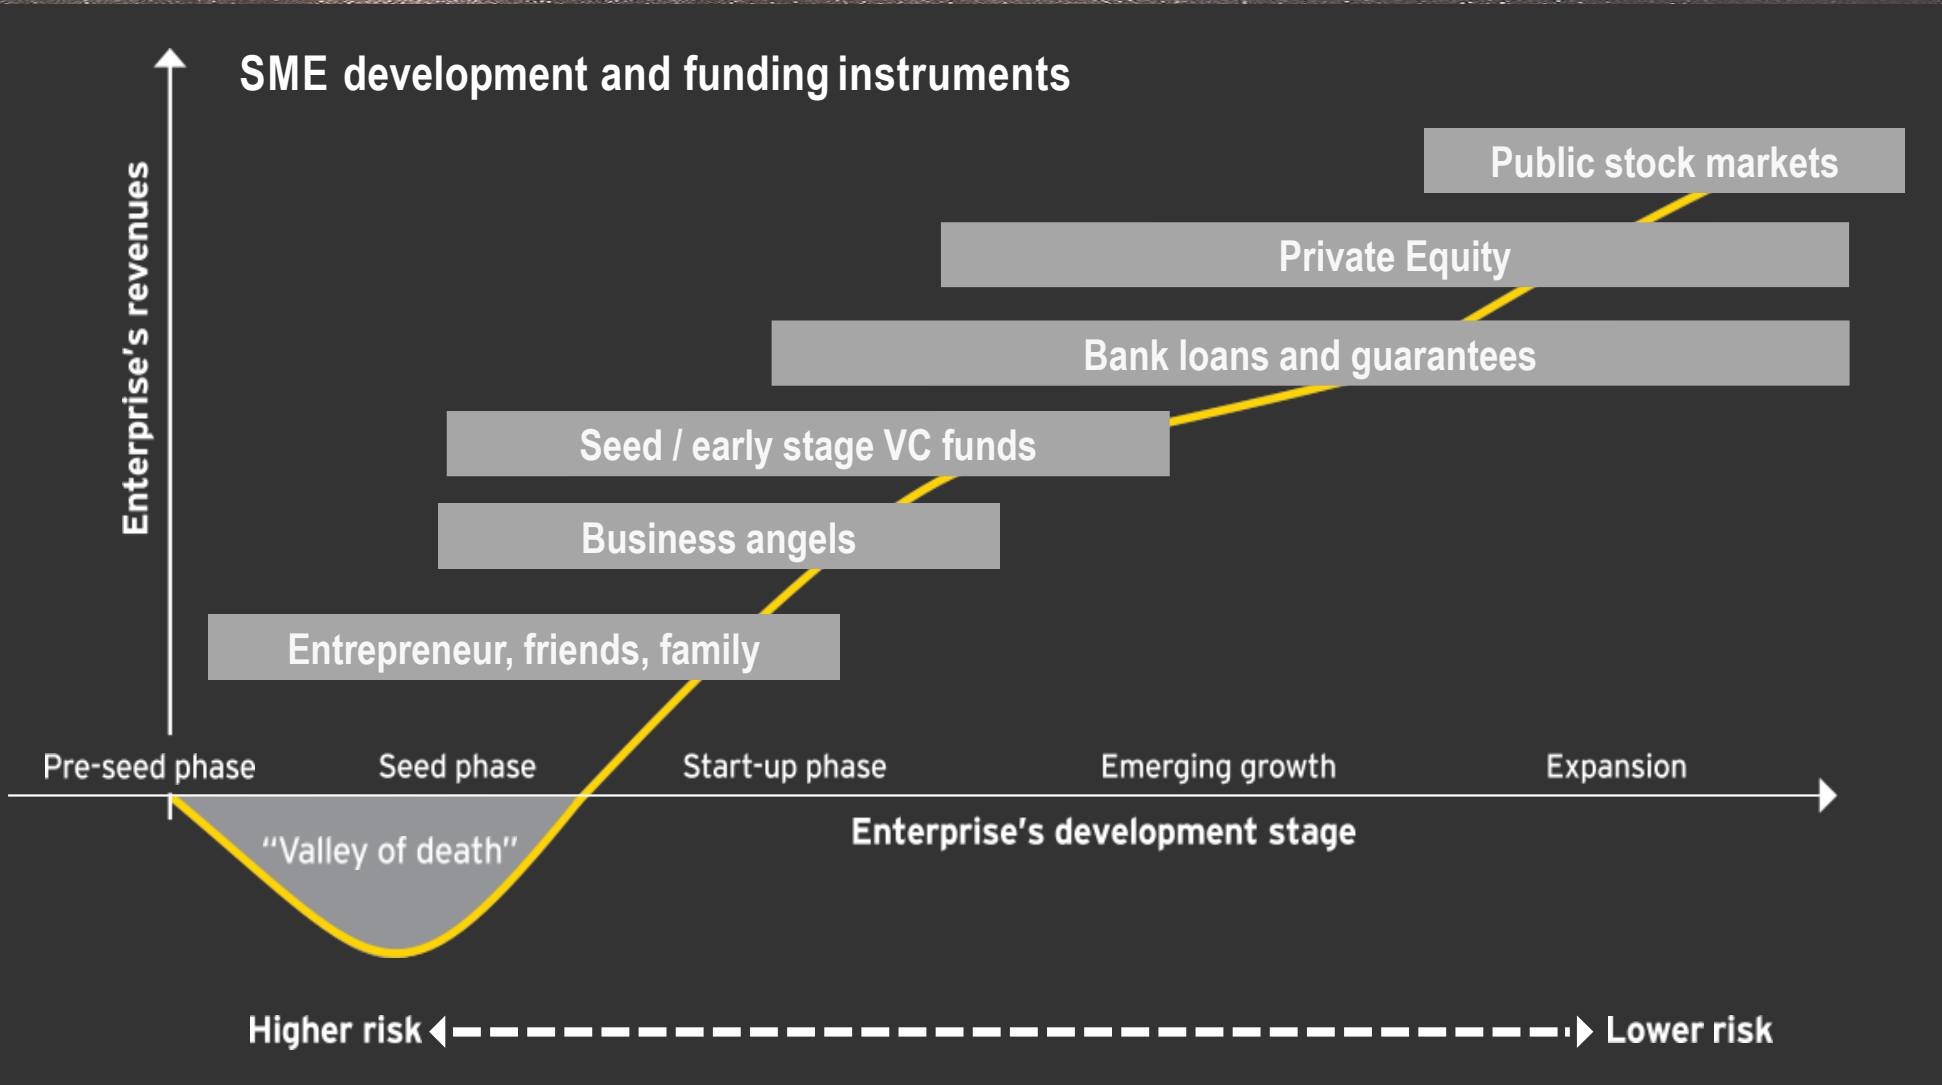 SME development and funding instruments
Enterprise's revenues
Public stock markets
Private Equity
Bank loans and guarantees
Seed / early stage VC funds
Business angels
Entrepreneur, friends, family
Pre-seed phase
Seed phase
Start-up phase
Emerging growth
Expansion
Enterprise's development stage
“Valley of death”
Higher risk
Lower risk